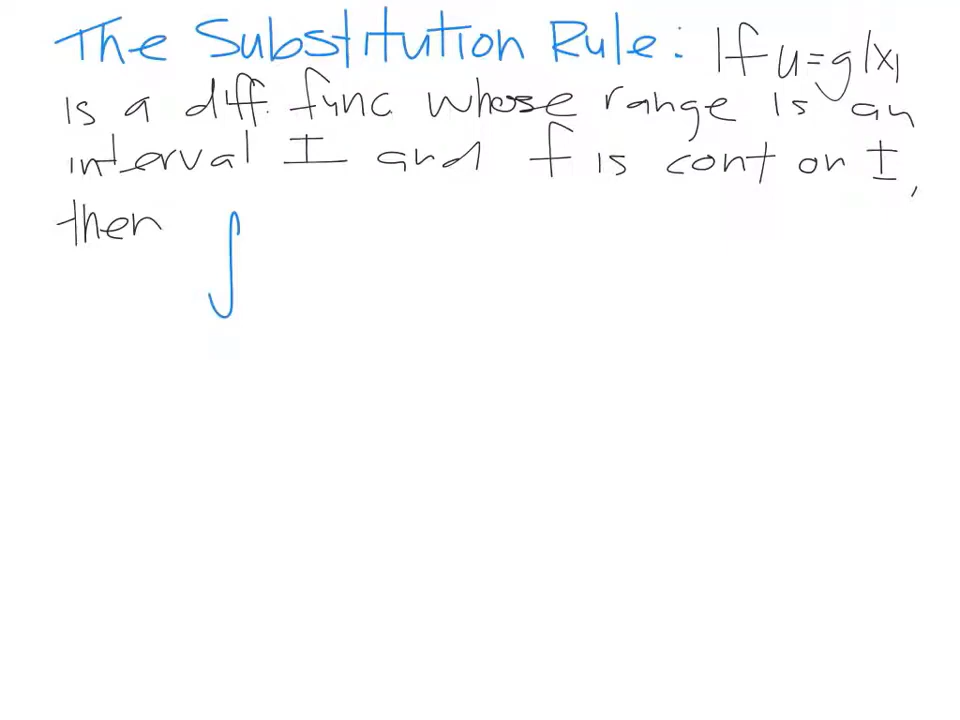 The Substitution Rule: If u=g(x)
is a diff. func whose range is an
interval I and f is cont on I,
then ∫